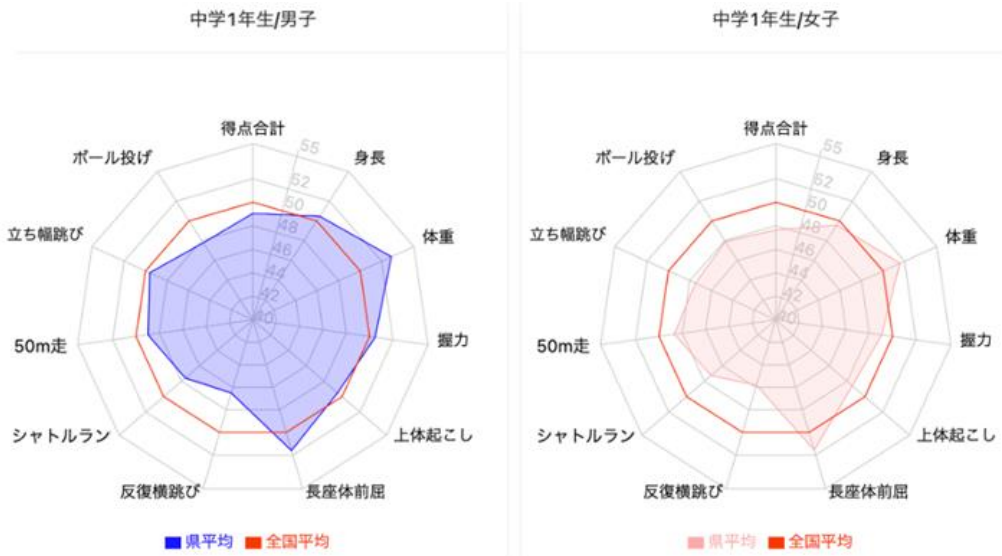 中学1年生/男子
得点合計
55
身長
ボール投げ
52
50
48
46
44
42
40
立ち幅跳び
体重
50m走
握力
シャトルラン
上体起こし
反復横跳び
長座体前屈
県平均 全国平均
中学1年生/女子
得点合計
55
身長
ボール投げ
52
50
48
46
44
42
40
体重
50m走
握力
シャトルラン
上体起こし
反復横跳び
長座体前屈
県平均 全国平均